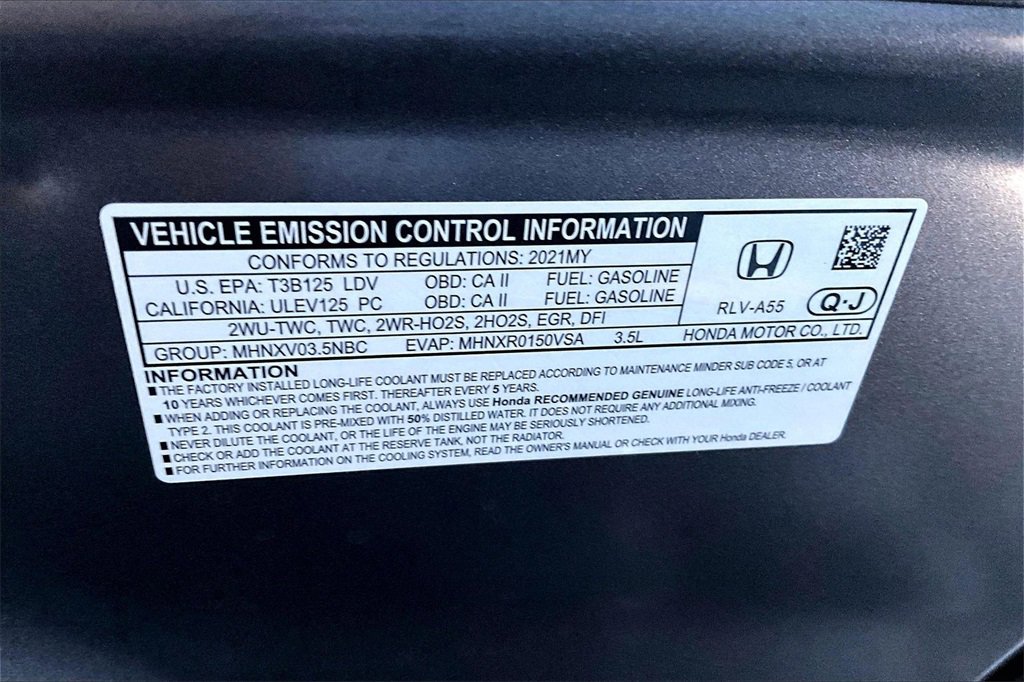 VEHICLE EMISSION CONTROL INFORMATION
CONFORMS TO REGULATIONS: 2021MY
U.S. EPA: T3B125 LDV OBD: CA II FUEL: GASOLINE
CALIFORNIA: ULEV125 PC OBD: CA II FUEL: GASOLINE
2WU-TWC, TWC, 2WR-HO2S, 2HO2S, EGR, DFI
GROUP: MHNXV03.5NBC EVAP: MHNXR0150VSA 3.5L
RLV-A55
Q·J
HONDA MOTOR CO., LTD.
INFORMATION
■ THE FACTORY INSTALLED LONG-LIFE COOLANT MUST BE REPLACED ACCORDING TO MAINTENANCE MINDER SUB CODE 5, OR AT
10 YEARS WHICHEVER COMES FIRST. THEREAFTER EVERY 5 YEARS.
■ WHEN ADDING OR REPLACING THE COOLANT, ALWAYS USE Honda RECOMMENDED GENUINE LONG-LIFE ANTI-FREEZE / COOLANT
TYPE 2. THIS COOLANT IS PRE-MIXED WITH 50% DISTILLED WATER. IT DOES NOT REQUIRE ANY ADDITIONAL MIXING.
■ NEVER DILUTE THE COOLANT, OR THE LIFE OF THE ENGINE MAY BE SERIOUSLY SHORTENED.
■ CHECK OR ADD THE COOLANT AT THE RESERVE TANK, NOT THE RADIATOR.
■ FOR FURTHER INFORMATION ON THE COOLING SYSTEM, READ THE OWNER'S MANUAL OR CHECK WITH YOUR Honda DEALER.